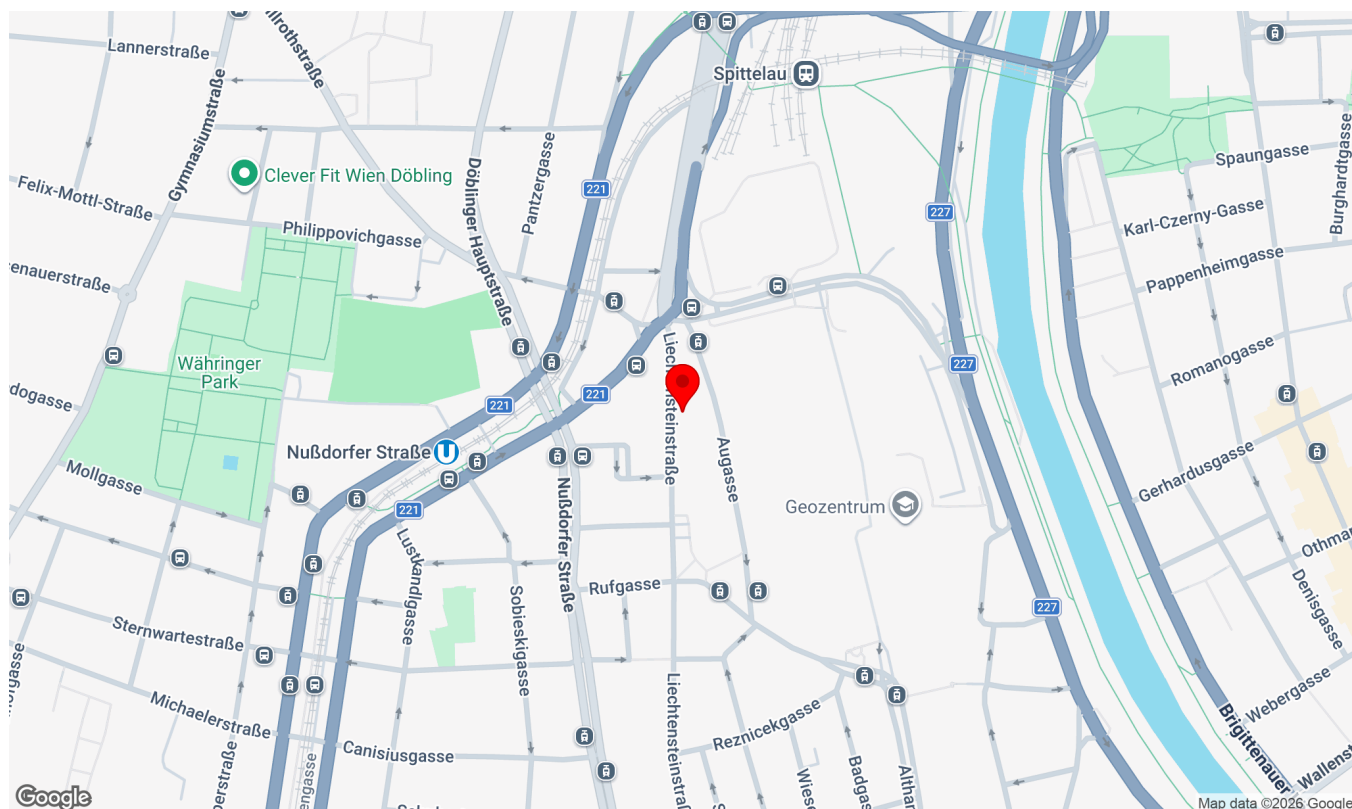 Lannerstraße
Gymnasiumstraße
Spittelau
Clever Fit Wien Döbling
Döblinger Hauptstraße
Pantzergasse
221
227
Spaungasse
Burghardtgasse
Felix-Mottl-Straße
Philippovichgasse
Karl-Czerny-Gasse
Pappenheimgasse
Währinger
Park
Romanogasse
227
221
221
Liechtensteinstraße
Augasse
Nußdorfer Straße
Mollgasse
Gerhardusgasse
Geozentrum
221
Nußdorfer Straße
Lustkandlgasse
Sobieskigasse
Rufgasse
227
Denisgasse
Sternwartestraße
Michaelerstraße
Canisiusgasse
Liechtensteinstraße
Reznicekgasse
Badgasse
Webergasse
Brigittenauer
Google
Map data ©2026 Google